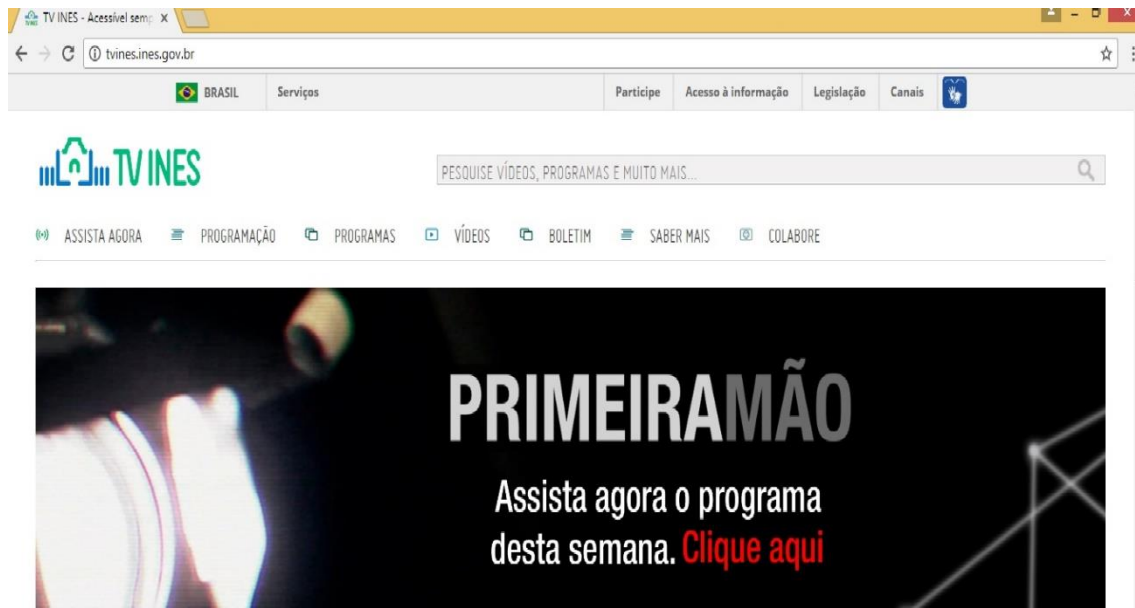 TV INES - Acessível sem
tvines.ines.gov.br
BRASIL Serviços Participe Acesso à informação Legislação Canais
TV INES
PESQUISE VÍDEOS, PROGRAMAS E MUITO MAIS...
ASSISTA AGORA PROGRAMAÇÃO PROGRAMAS VÍDEOS BOLETIM SABER MAIS COLABORE
PRIMEIRAMÃO
Assista agora o programa
desta semana. Clique aqui